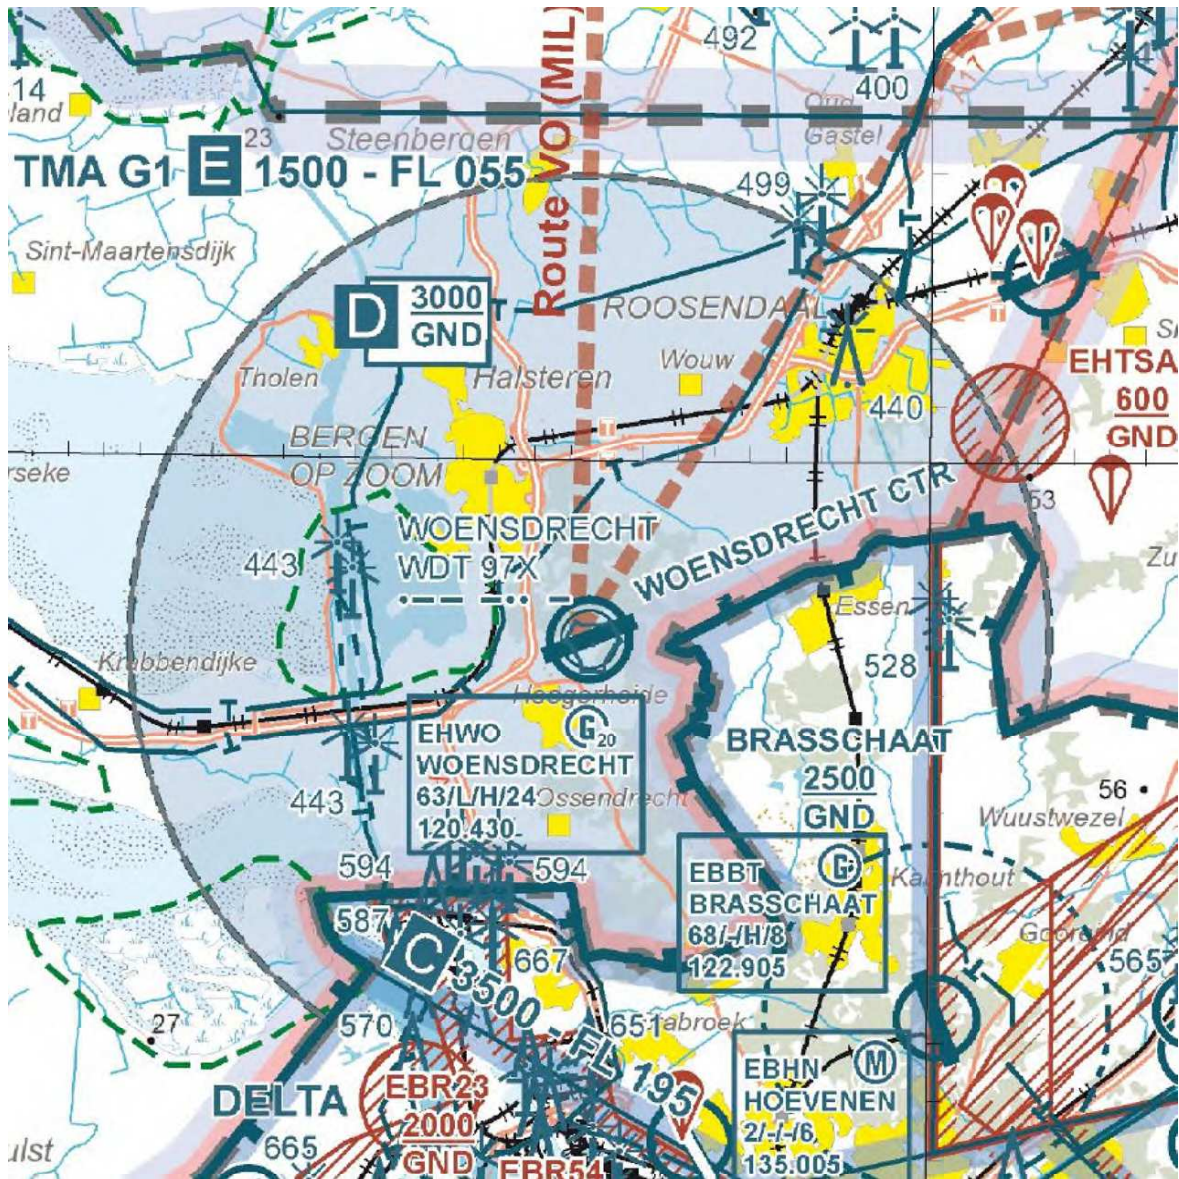 492
14
400
land
Oud
Gastel
23
Steenbergen
Route VO (MIL)
TMA G1 E 1500 - FL 055
499
Sint-Maartensdijk
D
3000
GND
ROOSENDAAL
Tholen
Halsteren
Wouw
EHTSA
600
GND
440
BERGEN
OP ZOOM
rseke
53
WOENSDRECHT CTR
WOENSDRECHT
WDT 97X
443
Zu
Essen
528
Krabbendijke
Hoogerheide
T
EHWO G 20
WOENSDRECHT
63/L/H/24
120.430
Ossendrecht
BRASSCHAAT
2500
GND
56
Wuustwezel
443
594
594
EBBT G
BRASSCHAAT
68/-/H/8
122.905
Kalmthout
587
C 3500 - FL 195
667
565
27
570
651
abroek
EBHN M
HOEVENEN
2/-/-/6
135.005
DELTA
EBR23
2000
GND
ulst
665
EBR54